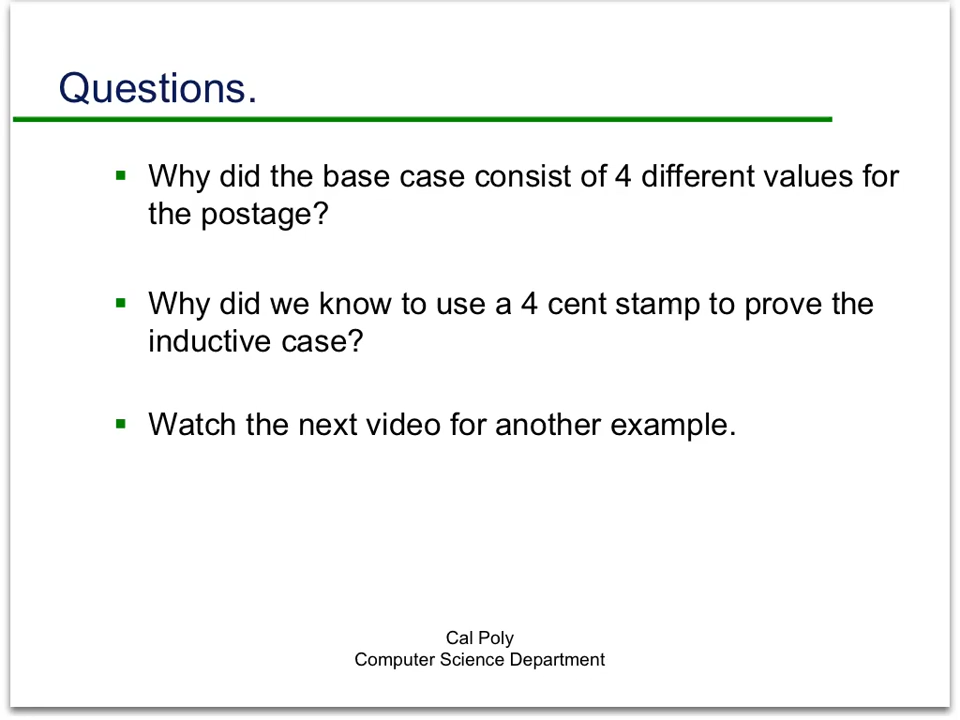 Questions.
Why did the base case consist of 4 different values for
the postage?
Why did we know to use a 4 cent stamp to prove the
inductive case?
Watch the next video for another example.
Cal Poly
Computer Science Department